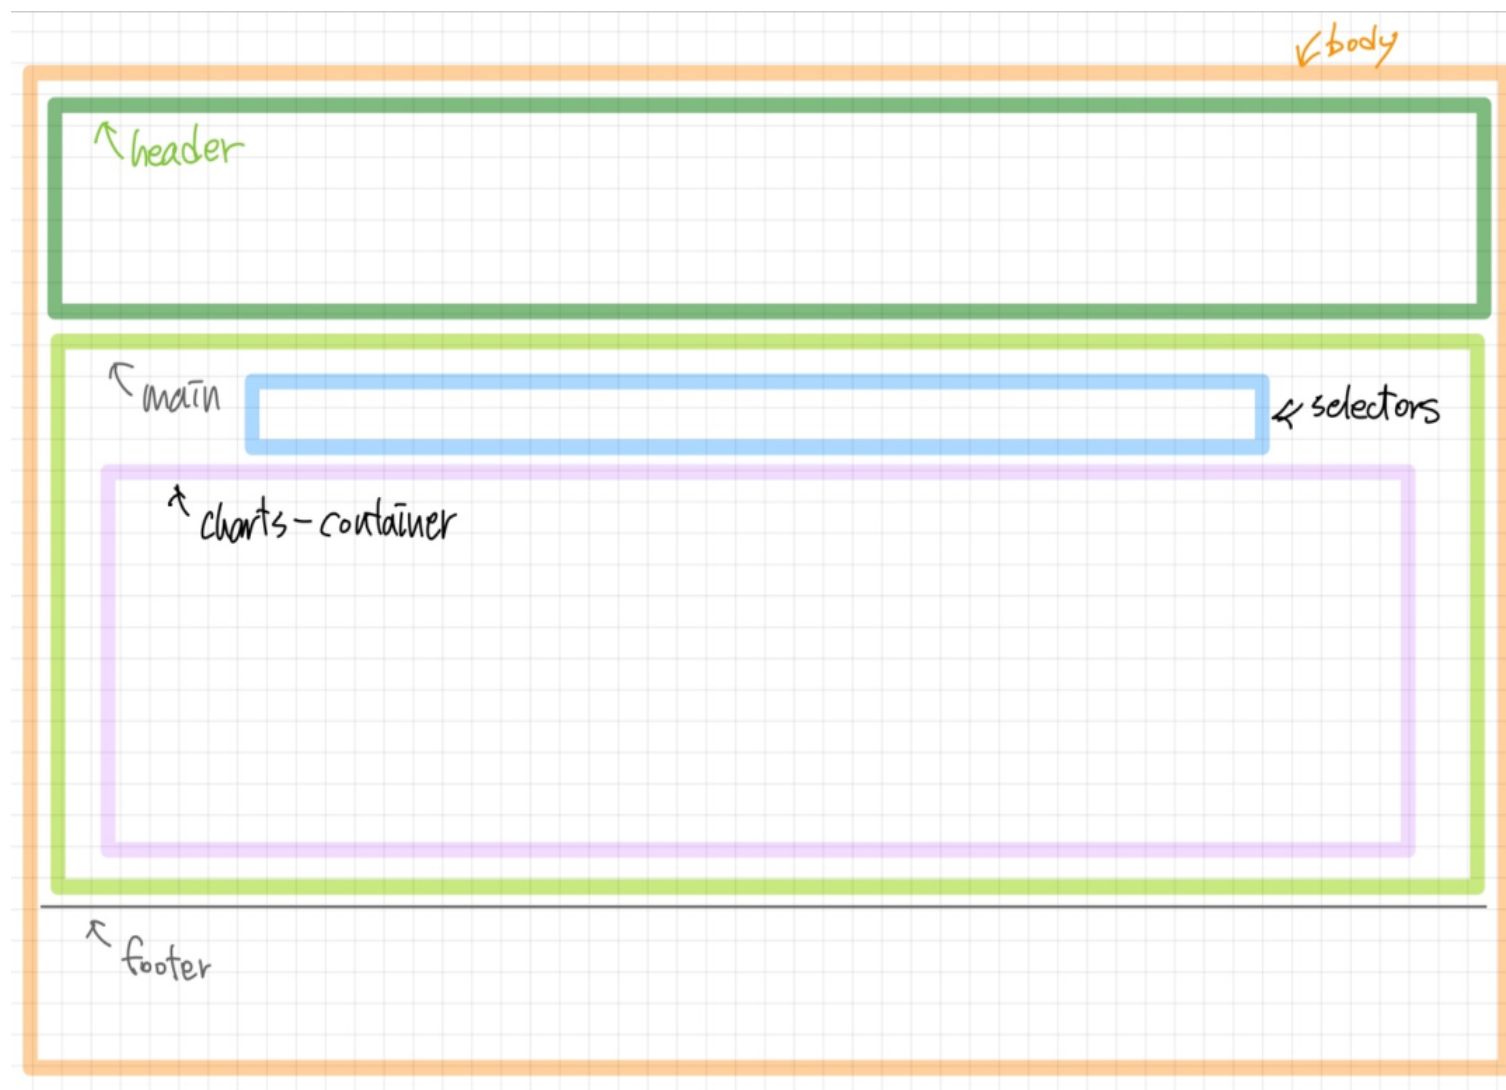 body
header
main
selectors
charts-container
footer